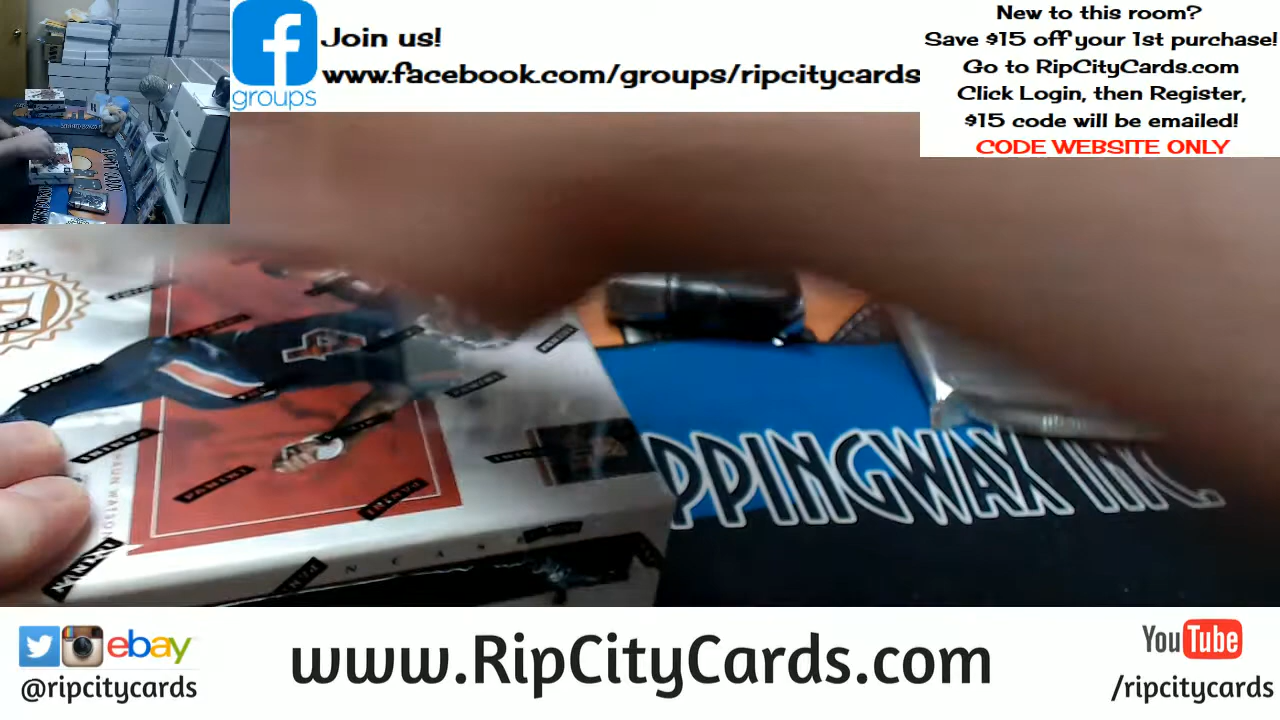 Join us!
www.facebook.com/groups/ripcitycards
groups
New to this room?
Save $15 off your 1st purchase!
Go to RipCityCards.com
Click Login, then Register,
$15 code will be emailed!
CODE WEBSITE ONLY
PANINI
WATSON
PPINGWAX INC
ebay
@ripcitycards
www.RipCityCards.com
YouTube
/ripcitycards